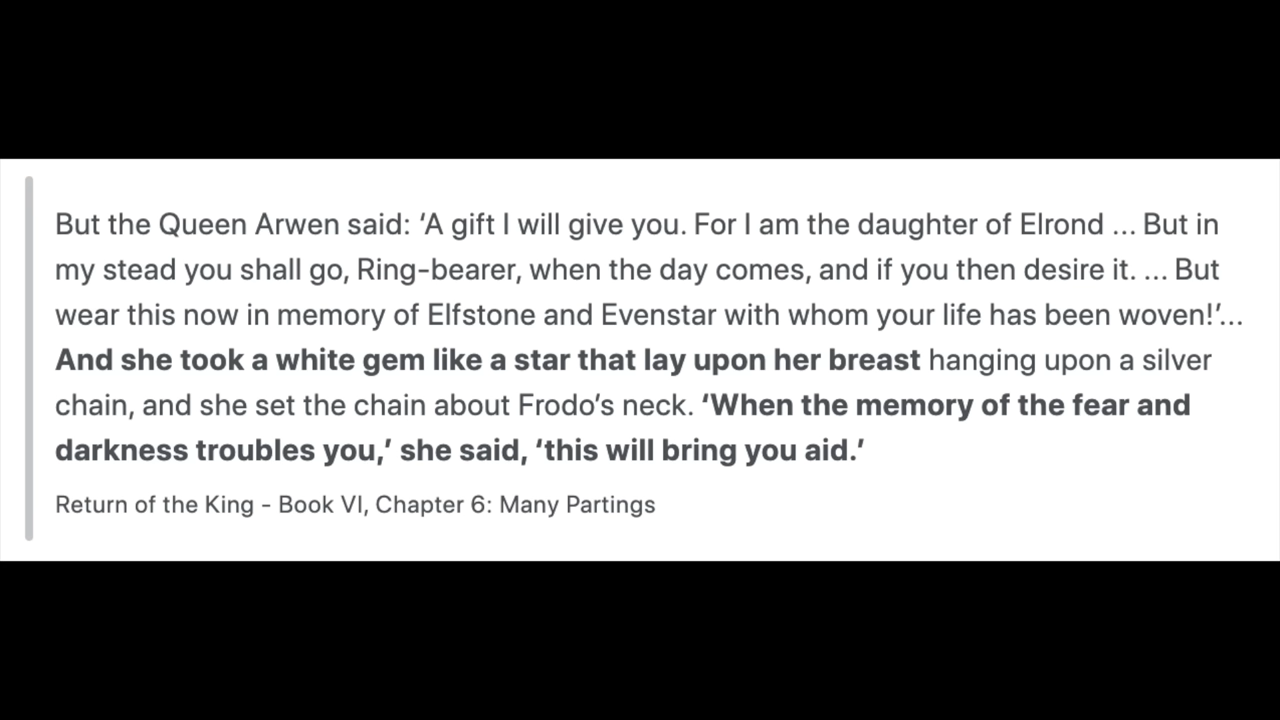 But the Queen Arwen said: ‘A gift I will give you. For I am the daughter of Elrond ... But in
my stead you shall go, Ring-bearer, when the day comes, and if you then desire it. ... But
wear this now in memory of Elfstone and Evenstar with whom your life has been woven!’...
And she took a white gem like a star that lay upon her breast hanging upon a silver
chain, and she set the chain about Frodo’s neck. ‘When the memory of the fear and
darkness troubles you,’ she said, ‘this will bring you aid.’
Return of the King - Book VI, Chapter 6: Many Partings